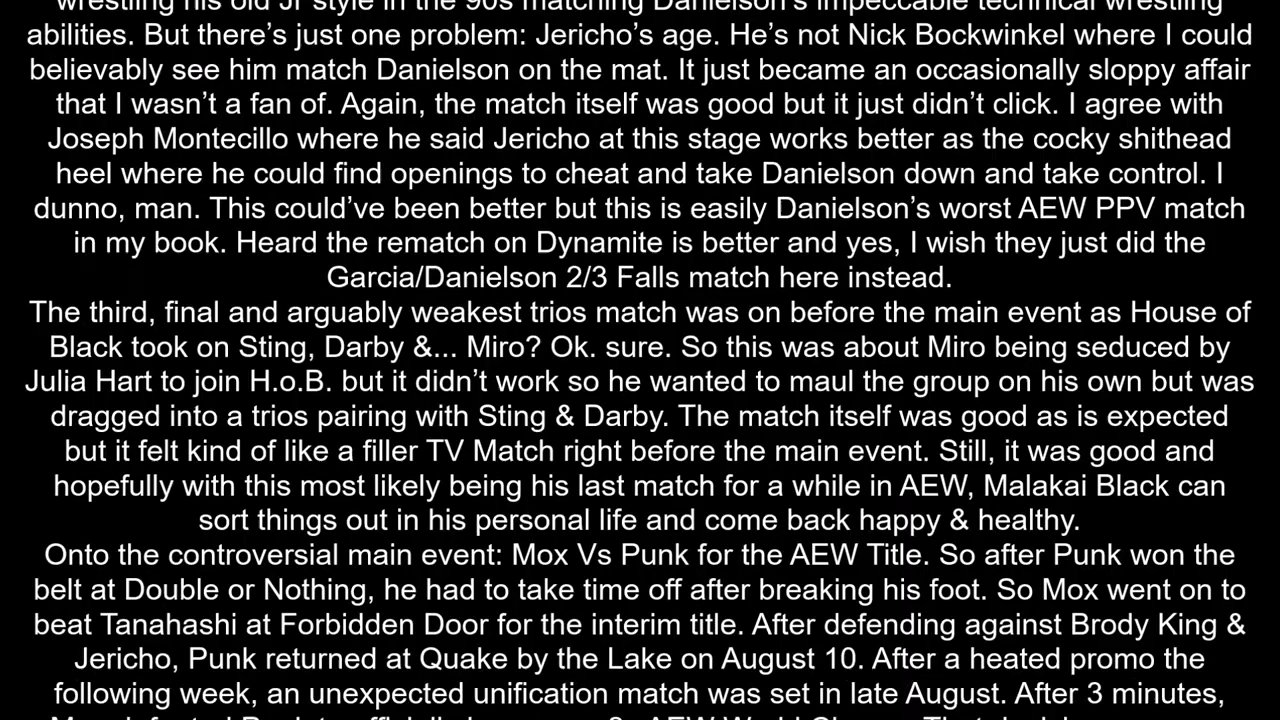 wrestling his old Jr style in the 90s matching Danielson's impeccable technical wrestling
abilities. But there's just one problem: Jericho's age. He's not Nick Bockwinkel where I could
believably see him match Danielson on the mat. It just became an occasionally sloppy affair
that I wasn't a fan of. Again, the match itself was good but it just didn't click. I agree with
Joseph Montecillo where he said Jericho at this stage works better as the cocky shithead
heel where he could find openings to cheat and take Danielson down and take control. I
dunno, man. This could've been better but this is easily Danielson's worst AEW PPV match
in my book. Heard the rematch on Dynamite is better and yes, I wish they just did the
Garcia/Danielson 2/3 Falls match here instead.
The third, final and arguably weakest trios match was on before the main event as House of
Black took on Sting, Darby &... Miro? Ok. sure. So this was about Miro being seduced by
Julia Hart to join H.o.B. but it didn't work so he wanted to maul the group on his own but was
dragged into a trios pairing with Sting & Darby. The match itself was good as is expected
but it felt kind of like a filler TV Match right before the main event. Still, it was good and
hopefully with this most likely being his last match for a while in AEW, Malakai Black can
sort things out in his personal life and come back happy & healthy.
Onto the controversial main event: Mox Vs Punk for the AEW Title. So after Punk won the
belt at Double or Nothing, he had to take time off after breaking his foot. So Mox went on to
beat Tanahashi at Forbidden Door for the interim title. After defending against Brody King &
Jericho, Punk returned at Quake by the Lake on August 10. After a heated promo the
following week, an unexpected unification match was set in late August. After 3 minutes,